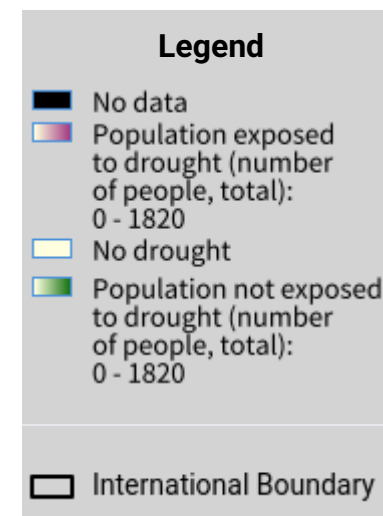 Legend
No data
Population exposed
to drought (number
of people, total):
0 - 1820
No drought
Population not exposed
to drought (number
of people, total):
0 - 1820
International Boundary